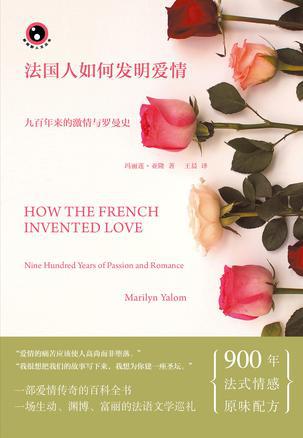 法国人如何发明爱情
九百年来的激情与罗曼史
玛丽莲·亚隆 著 王晨 译
HOW THE FRENCH
INVENTED LOVE
Nine Hundred Years of Passion and Romance
Marilyn Yalom
“爱情的痛苦应该使人高尚而非堕落。”
“我很想把我们的故事写下来，我想为你建一座圣坛。”
一部爱情传奇的百科全书
一场生动、渊博、富丽的法语文学巡礼
900年
法式情感
原味配方